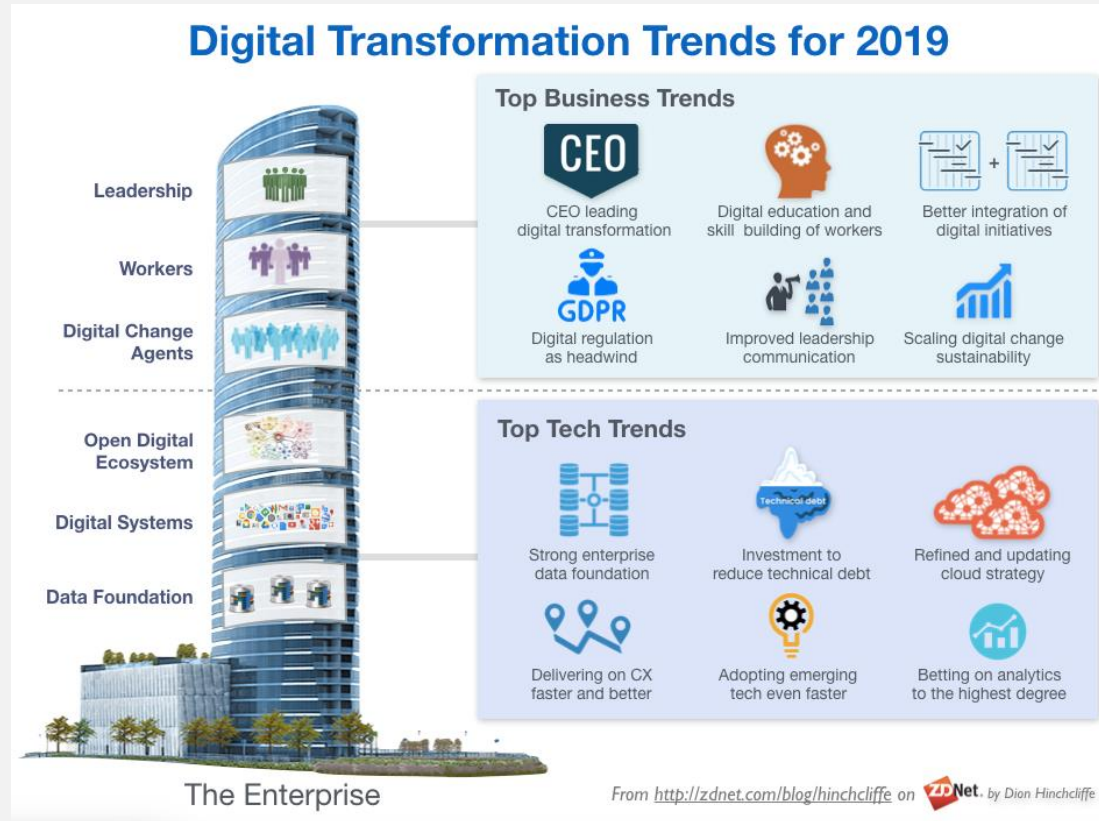 Digital Transformation Trends for 2019
Leadership
Workers
Digital Change
Agents
Open Digital
Ecosystem
Digital Systems
Data Foundation
The Enterprise
Top Business Trends
CEO
CEO leading
digital transformation
Digital education and
skill building of workers
+
Better integration of
digital initiatives
GDPR
Digital regulation
as headwind
Improved leadership
communication
Scaling digital change
sustainability
Top Tech Trends
Strong enterprise
data foundation
Technical debt
Investment to
reduce technical debt
Refined and updating
cloud strategy
Delivering on CX
faster and better
Adopting emerging
tech even faster
Betting on analytics
to the highest degree
From http://zdnet.com/blog/hinchcliffe on ZDNet. by Dion Hinchcliffe